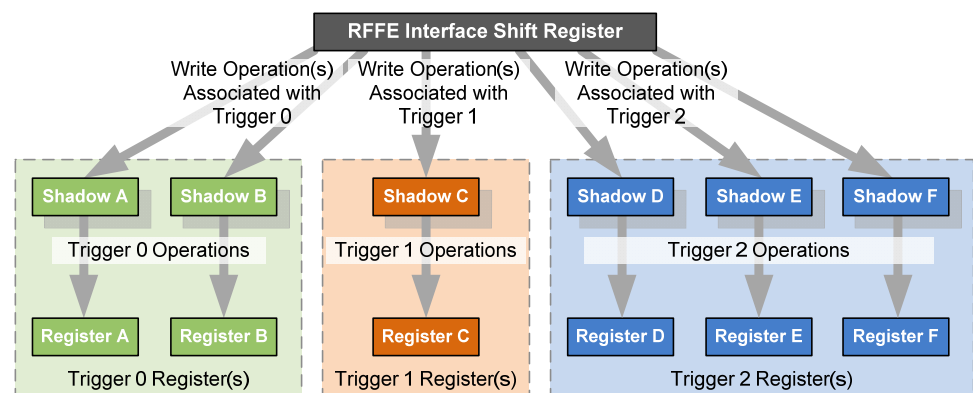 RFFE Interface Shift Register
Write Operation(s)
Associated with
Trigger 0
Write Operation(s)
Associated with
Trigger 1
Write Operation(s)
Associated with
Trigger 2
Shadow A
Shadow B
Shadow C
Shadow D
Shadow E
Shadow F
Trigger 0 Operations
Trigger 1 Operations
Trigger 2 Operations
Register A
Register B
Register C
Register D
Register E
Register F
Trigger 0 Register(s)
Trigger 1 Register(s)
Trigger 2 Register(s)